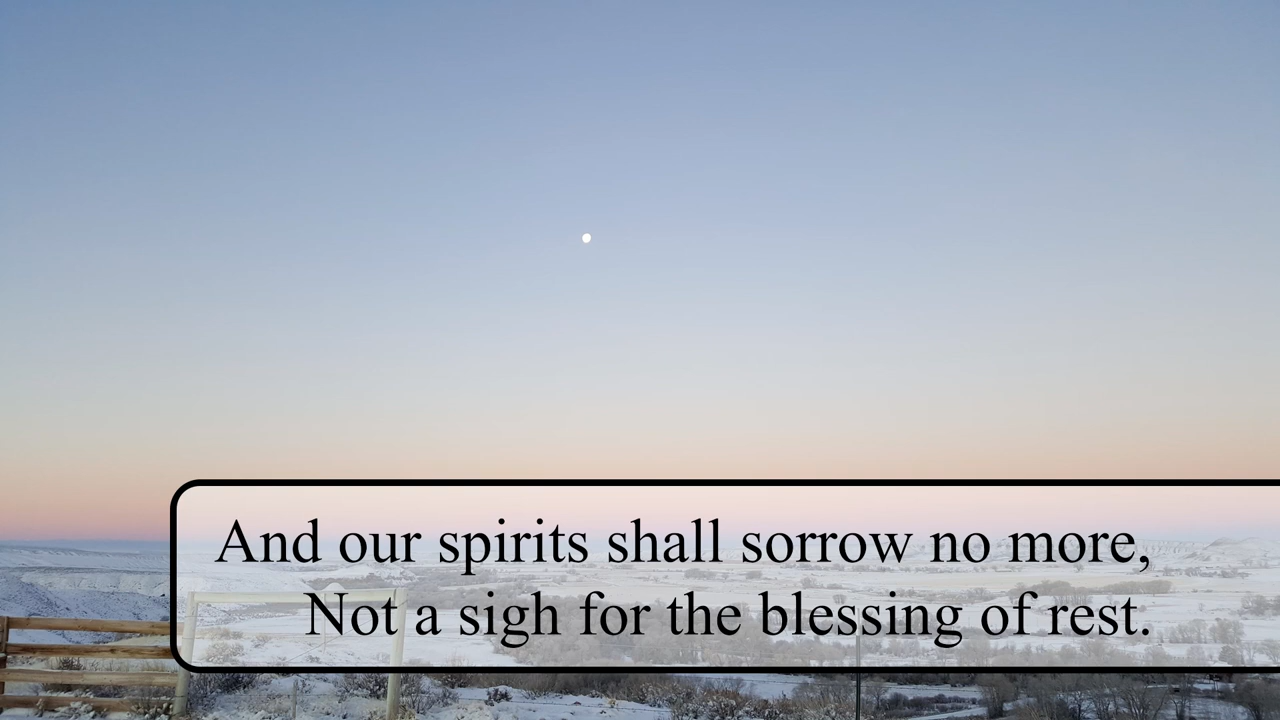 And our spirits shall sorrow no more,
Not a sigh for the blessing of rest.